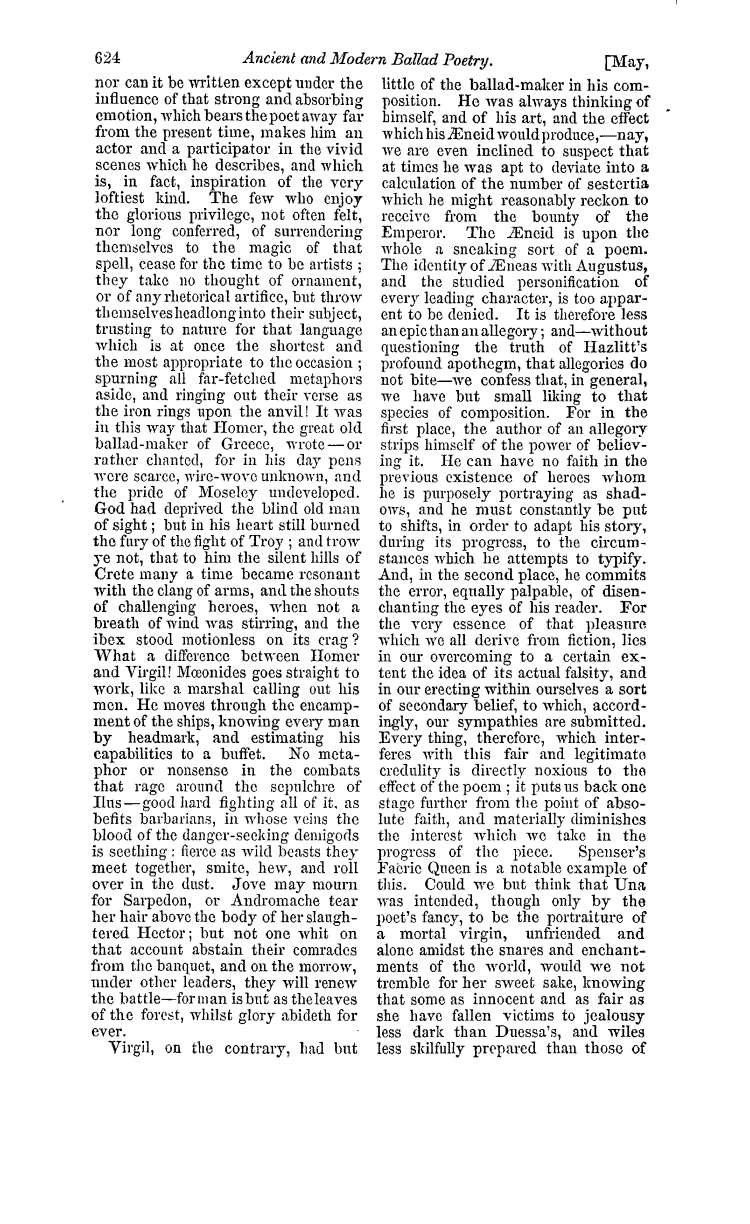 624
Ancient and Modern Ballad Poetry.
[May,
nor can it be written except under the
influence of that strong and absorbing
emotion, which bears the poet away far
from the present time, makes him an
actor and a participator in the vivid
scenes which he describes, and which
is, in fact, inspiration of the very
loftiest kind. The few who enjoy
the glorious privilege, not often felt,
nor long conferred, of surrendering
themselves to the magic of that
spell, cease for the time to be artists;
they take no thought of ornament,
or of any rhetorical artifice, but throw
themselves headlong into their subject,
trusting to nature for that language
which is at once the shortest and
the most appropriate to the occasion;
spurning all far-fetched metaphors
aside, and ringing out their verse as
the iron rings upon the anvil! It was
in this way that Homer, the great old
ballad-maker of Greece, wrote—or
rather chanted, for in his day pens
were scarce, wire-wove unknown, and
the pride of Moseley undeveloped.
God had deprived the blind old man
of sight; but in his heart still burned
the fury of the fight of Troy; and trow
ye not, that to him the silent hills of
Crete many a time became resonant
with the clang of arms, and the shouts
of challenging heroes, when not a
breath of wind was stirring, and the
ibex stood motionless on its crag?
What a difference between Homer
and Virgil! Mœonides goes straight to
work, like a marshal calling out his
men. He moves through the encamp-
ment of the ships, knowing every man
by headmark, and estimating his
capabilities to a buffet. No meta-
phor or nonsense in the combats
that rage around the sepulchre of
Ilus—good hard fighting all of it, as
befits barbarians, in whose veins the
blood of the danger-seeking demigods
is seething: fierce as wild beasts they
meet together, smite, hew, and roll
over in the dust. Jove may mourn
for Sarpedon, or Andromache tear
her hair above the body of her slaugh-
tered Hector; but not one whit on
that account abstain their comrades
from the banquet, and on the morrow,
under other leaders, they will renew
the battle—for man is but as the leaves
of the forest, whilst glory abideth for
ever.
Virgil, on the contrary, had but
little of the ballad-maker in his com-
position. He was always thinking of
himself, and of his art, and the effect
which his Æneid would produce,—nay,
we are even inclined to suspect that
at times he was apt to deviate into a
calculation of the number of sestertia
which he might reasonably reckon to
receive from the bounty of the
Emperor. The Æneid is upon the
whole a sneaking sort of a poem.
The identity of Æneas with Augustus,
and the studied personification of
every leading character, is too appar-
ent to be denied. It is therefore less
an epic than an allegory; and—without
questioning the truth of Hazlitt's
profound apothegm, that allegories do
not bite—we confess that, in general,
we have but small liking to that
species of composition. For in the
first place, the author of an allegory
strips himself of the power of believ-
ing it. He can have no faith in the
previous existence of heroes whom
he is purposely portraying as shad-
ows, and he must constantly be put
to shifts, in order to adapt his story,
during its progress, to the circum-
stances which he attempts to typify.
And, in the second place, he commits
the error, equally palpable, of disen-
chanting the eyes of his reader. For
the very essence of that pleasure
which we all derive from fiction, lies
in our overcoming to a certain ex-
tent the idea of its actual falsity, and
in our erecting within ourselves a sort
of secondary belief, to which, accord-
ingly, our sympathies are submitted.
Every thing, therefore, which inter-
feres with this fair and legitimate
credulity is directly noxious to the
effect of the poem; it puts us back one
stage further from the point of abso-
lute faith, and materially diminishes
the interest which we take in the
progress of the piece. Spenser's
Faëric Queen is a notable example of
this. Could we but think that Una
was intended, though only by the
poet's fancy, to be the portraiture of
a mortal virgin, unfriended and
alone amidst the snares and enchant-
ments of the world, would we not
tremble for her sweet sake, knowing
that some as innocent and as fair as
she have fallen victims to jealousy
less dark than Duessa's, and wiles
less skilfully prepared than those of